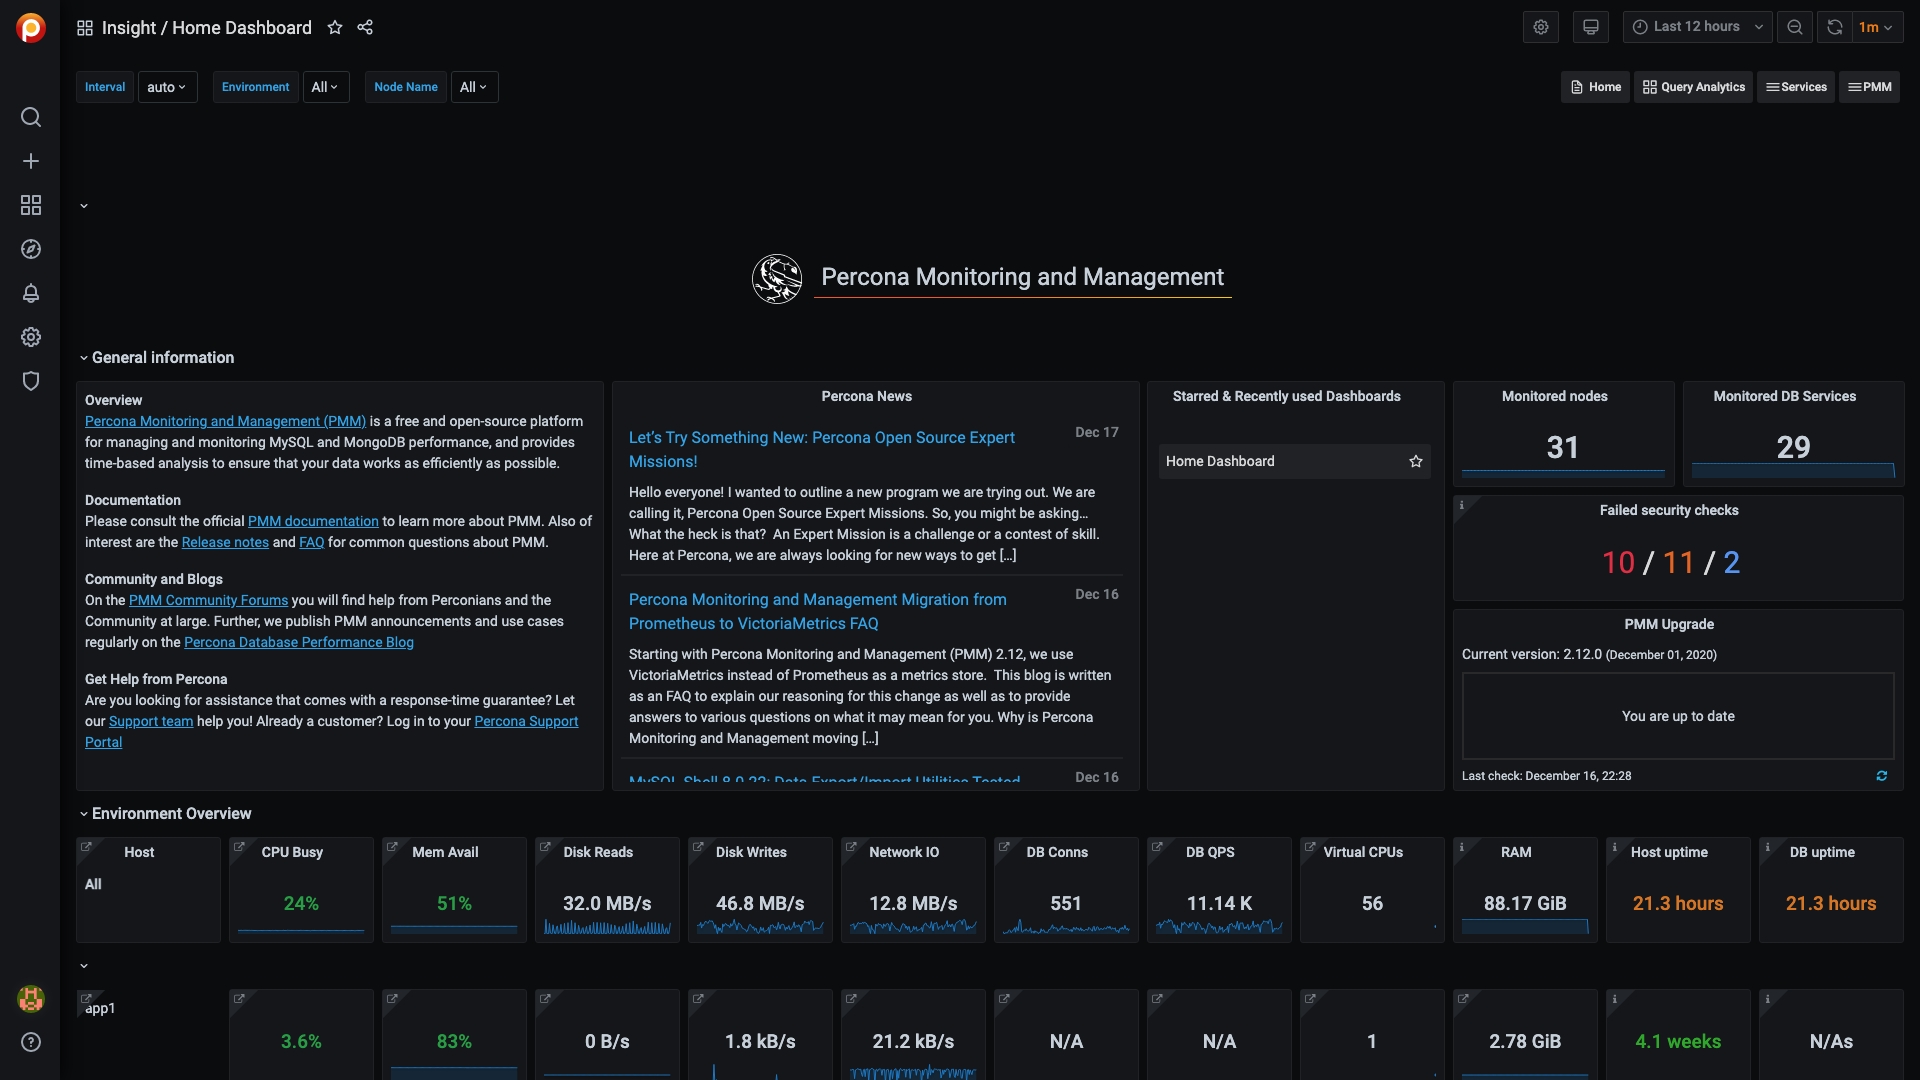 Insight / Home Dashboard
Last 12 hours
1m
Interval
auto
Environment
All
Node Name
All
Home
Query Analytics
Services
PMM
Percona Monitoring and Management
General information
Overview
Percona Monitoring and Management (PMM) is a free and open-source platform
for managing and monitoring MySQL and MongoDB performance, and provides
time-based analysis to ensure that your data works as efficiently as possible.
Documentation
Please consult the official PMM documentation to learn more about PMM. Also of
interest are the Release notes and FAQ for common questions about PMM.
Community and Blogs
On the PMM Community Forums you will find help from Perconians and the
Community at large. Further, we publish PMM announcements and use cases
regularly on the Percona Database Performance Blog
Get Help from Percona
Are you looking for assistance that comes with a response-time guarantee? Let
our Support team help you! Already a customer? Log in to your Percona Support
Portal
Percona News
Let’s Try Something New: Percona Open Source Expert
Missions!
Dec 17
Hello everyone! I wanted to outline a new program we are trying out. We are
calling it, Percona Open Source Expert Missions. So, you might be asking…
What the heck is that?  An Expert Mission is a challenge or a contest of skill.
Here at Percona, we are always looking for new ways to get [...]
Percona Monitoring and Management Migration from
Prometheus to VictoriaMetrics FAQ
Dec 16
Starting with Percona Monitoring and Management (PMM) 2.12, we use
VictoriaMetrics instead of Prometheus as a metrics store.  This blog is written
as an FAQ to explain our reasoning for this change as well as to provide
answers to various questions on what it may mean for you. Why is Percona
Monitoring and Management moving [...]
MySQL Shell 8.0.22: Data Export/Import Utilities Tested
Dec 16
Starred & Recently used Dashboards
Home Dashboard
Monitored nodes
31
Monitored DB Services
29
Failed security checks
10 / 11 / 2
PMM Upgrade
Current version: 2.12.0 (December 01, 2020)
You are up to date
Last check: December 16, 22:28
Environment Overview
Host
All
CPU Busy
24%
Mem Avail
51%
Disk Reads
32.0 MB/s
Disk Writes
46.8 MB/s
Network IO
12.8 MB/s
DB Conns
551
DB QPS
11.14 K
Virtual CPUs
56
RAM
88.17 GiB
Host uptime
21.3 hours
DB uptime
21.3 hours
app1
3.6%
83%
0 B/s
1.8 kB/s
21.2 kB/s
N/A
N/A
1
2.78 GiB
4.1 weeks
N/As